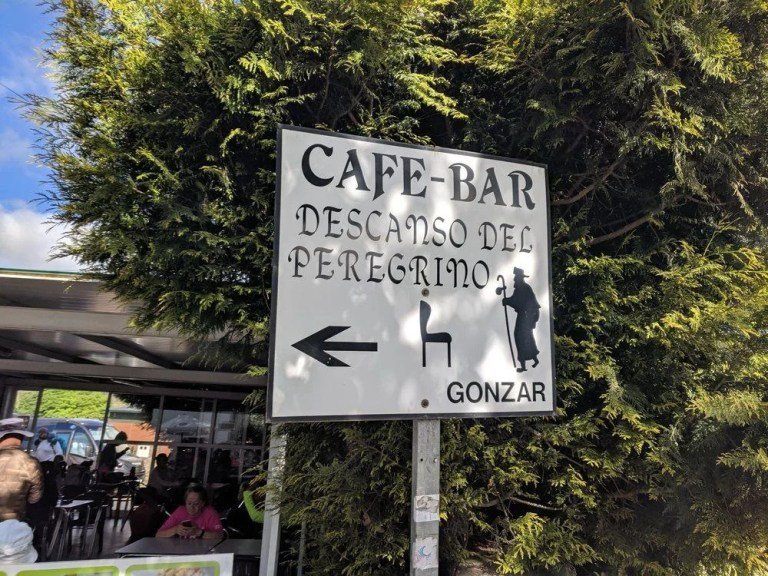 CAFE-BAR
DESCANSO DEL
PEREGRINO
GONZAR